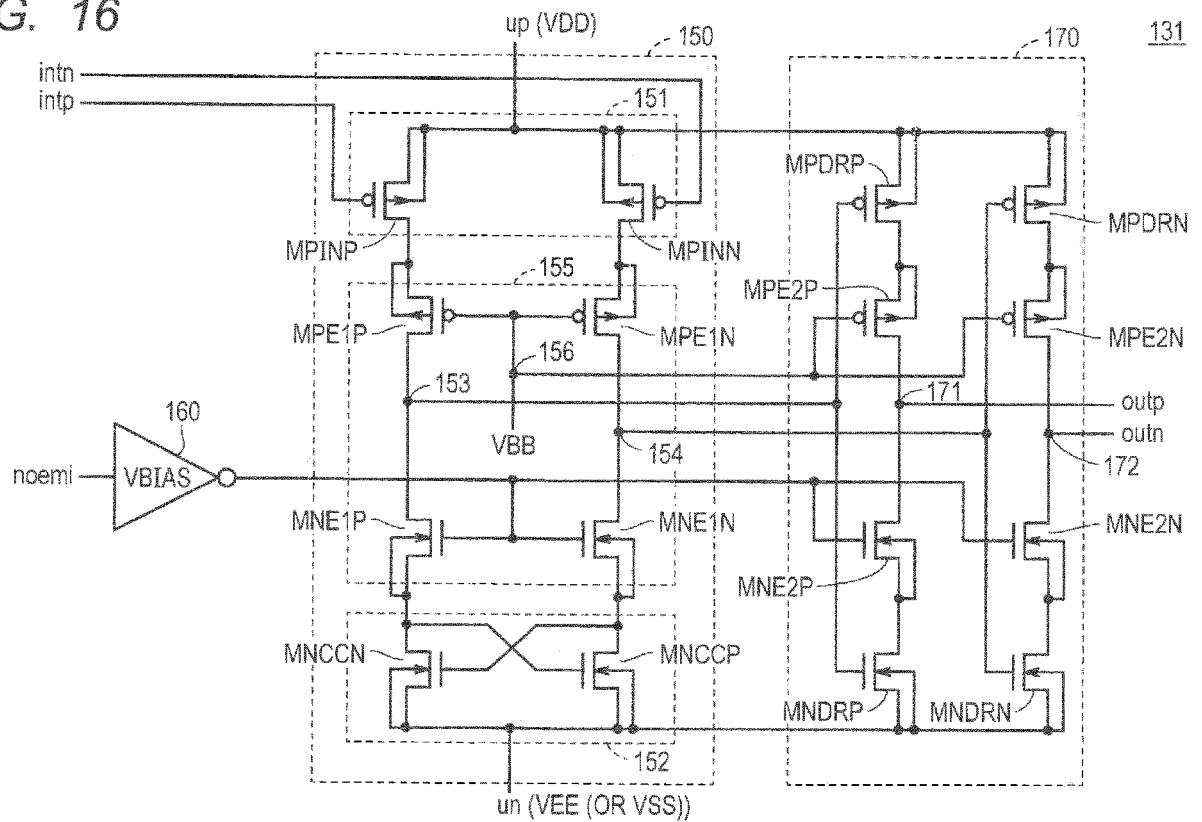 G. 16
up (VDD)
150
170
131
intn
intp
151
MPDRP
MPDRN
MPINP
MPINN
155
MPE2P
MPE1P
MPE1N
MPE2N
156
153
171
outp
160
VBB
154
outn
172
noemi
VBIAS
MNE1P
MNE1N
MNE2N
MNE2P
MNCCN
MNCCP
MNDRP
MNDRN
152
un (VEE (OR VSS))